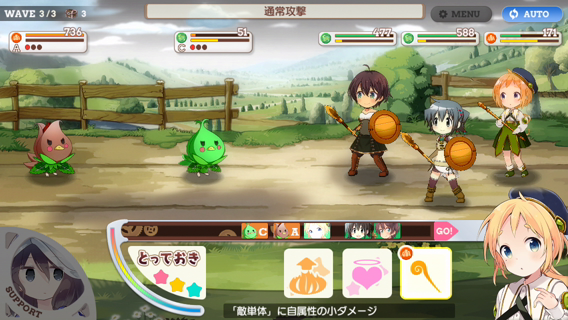 WAVE 3/3 3
通常攻撃
MENU
AUTO
736
A
51
C
477
588
171
C A
GO!
とっておき
SUPPORT
「敵単体」に自属性の小ダメージ